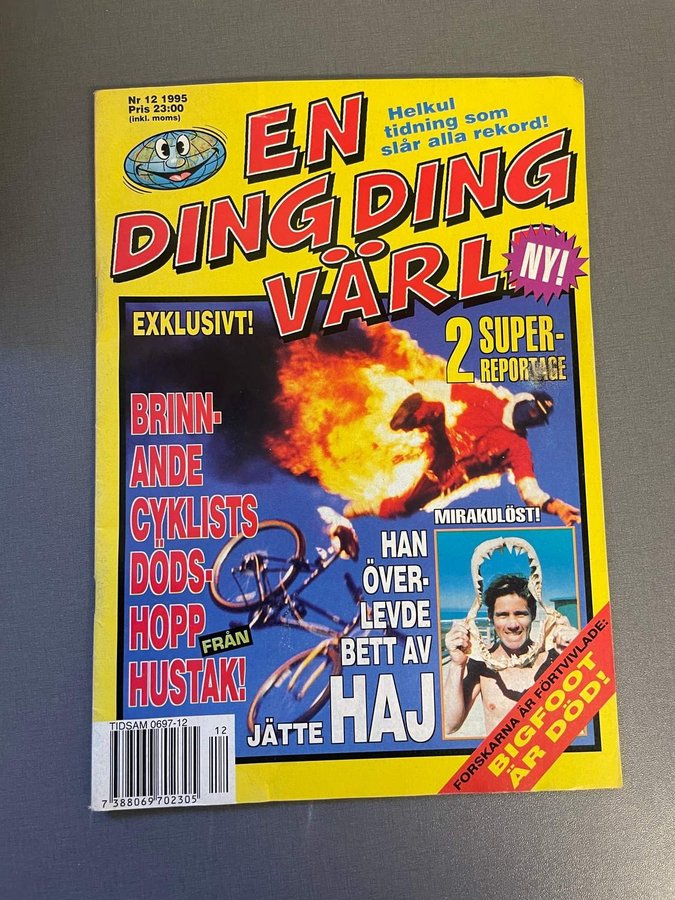 Nr 12 1995
Pris 23:00
(inkl. moms)
Helkul
tidning som
slår alla rekord!
EN
DING DING
VÄRL
NY!
EXKLUSIVT!
2 SUPER-
REPORTAGE
BRINN-
ANDE
CYKLISTS
DÖDS-
HOPP
FRÅN
HUSTAK!
MIRAKULÖST!
HAN
ÖVER-
LEVDE
BETT AV
JÄTTE HAJ
FORSKARNA ÄR FÖRTVIVLADE:
BIGFOOT
ÄR DÖD!
TIDSAM 0697-12
12
7 388069 702305